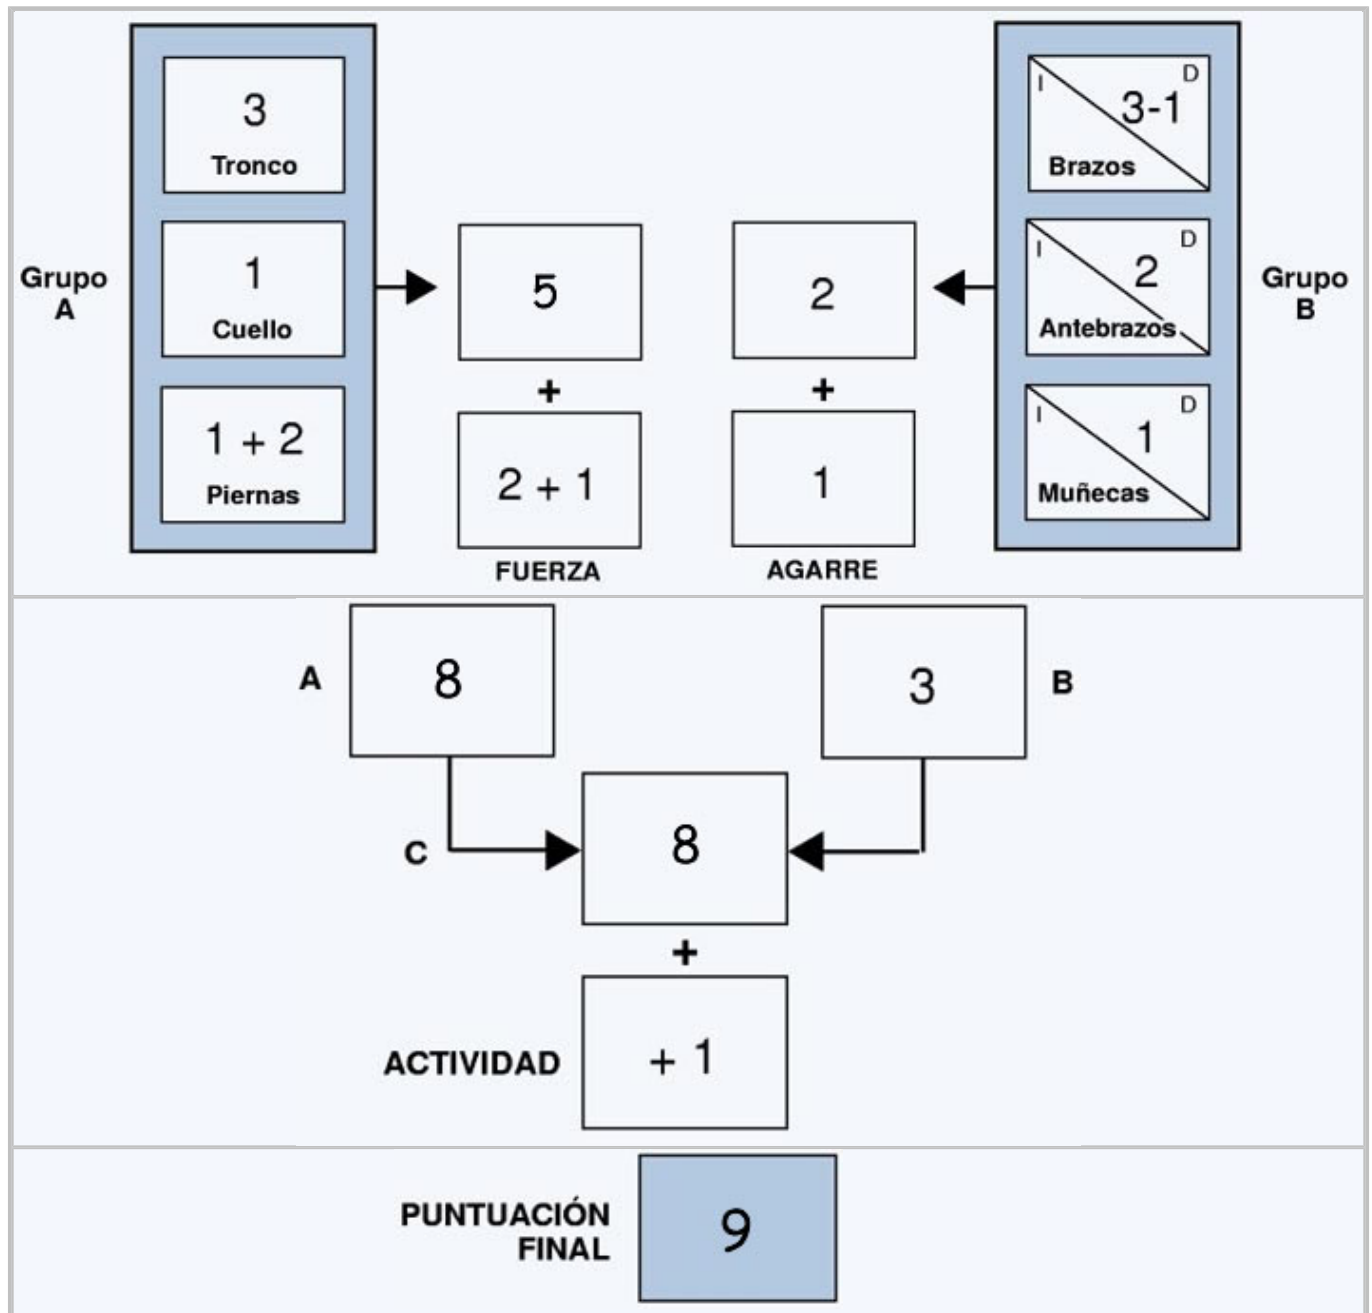 Grupo
A
3
Tronco
1
Cuello
1 + 2
Piernas
5
+
2 + 1
FUERZA
2
+
1
AGARRE
I
D
3-1
Brazos
I
D
2
Antebrazos
I
D
1
Muñecas
Grupo
B
A
8
3
B
C
8
+
ACTIVIDAD
+ 1
PUNTUACIÓN
FINAL
9